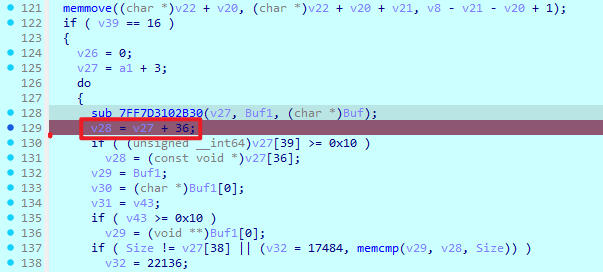 121 memmove((char *)v22 + v20, (char *)v22 + v20 + v21, v8 - v21 - v20 + 1);
122 if ( v39 == 16 )
123 {
124 v26 = 0;
125 v27 = a1 + 3;
126 do
127 {
128 sub_7FF7D3102B30(v27, Buf1, (char *)Buf);
129 v28 = v27 + 36;
130 if ( (unsigned __int64)v27[39] >= 0x10 )
131 v28 = (const void *)v27[36];
132 v29 = Buf1;
133 v30 = (char *)Buf1[0];
134 v31 = v43;
135 if ( v43 >= 0x10 )
136 v29 = (void **)Buf1[0];
137 if ( Size != v27[38] || (v32 = 17484, memcmp(v29, v28, Size)) )
138 v32 = 22136;